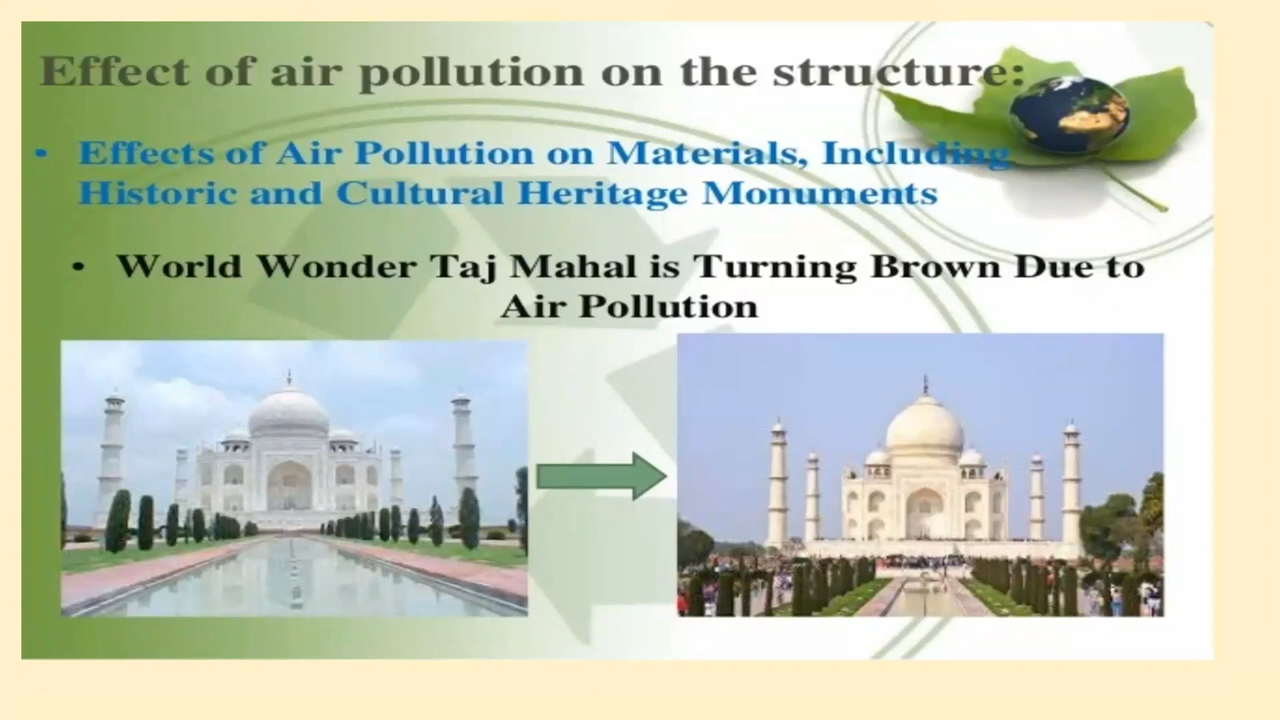 Effect of air pollution on the structure:
• Effects of Air Pollution on Materials, Including
Historic and Cultural Heritage Monuments
• World Wonder Taj Mahal is Turning Brown Due to
Air Pollution